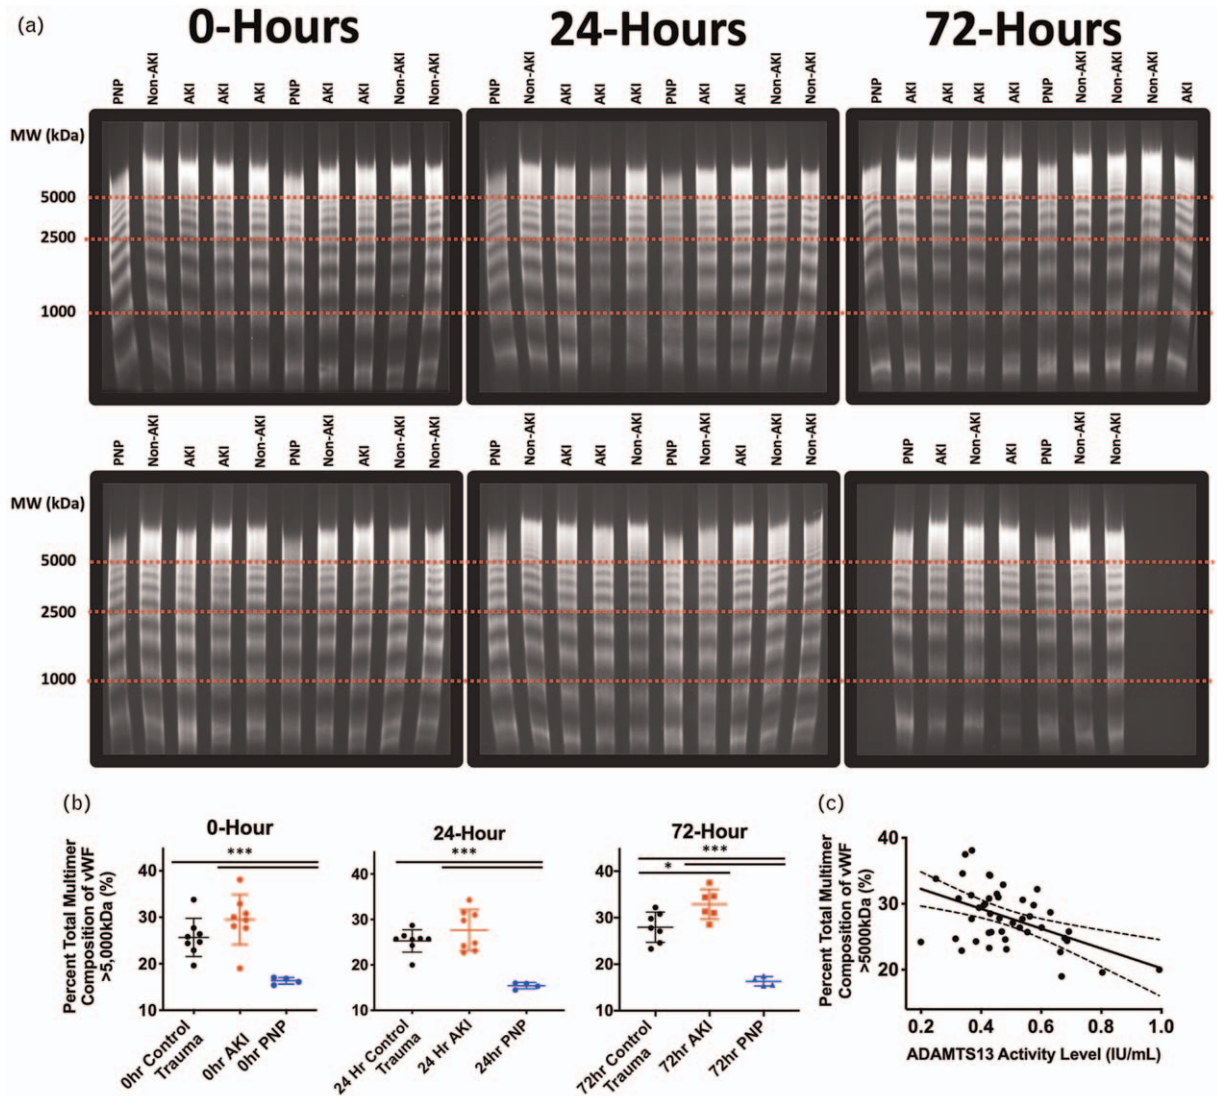 (a)
0-Hours 24-Hours 72-Hours
PNP Non-AKI AKI AKI AKI PNP AKI AKI Non-AKI Non-AKI
PNP Non-AKI AKI AKI AKI PNP AKI AKI Non-AKI Non-AKI
PNP AKI AKI AKI AKI PNP Non-AKI Non-AKI Non-AKI AKI
MW (kDa)
5000
2500
1000
PNP Non-AKI AKI AKI Non-AKI PNP Non-AKI AKI Non-AKI Non-AKI
PNP Non-AKI AKI AKI Non-AKI PNP Non-AKI AKI Non-AKI Non-AKI
PNP AKI Non-AKI AKI PNP Non-AKI Non-AKI
MW (kDa)
5000
2500
1000
(b)
Percent Total Multimer
Composition of vWF
>5,000kDa (%)
0-Hour
***
40
30
20
10
0hr Control
Trauma
0hr AKI
0hr PNP
24-Hour
***
40
30
20
10
24 Hr Control
Trauma
24 Hr AKI
24hr PNP
72-Hour
***
*
40
30
20
10
72hr Control
Trauma
72hr AKI
72hr PNP
(c)
Percent Total Multimer
Composition of vWF
>5000kDa (%)
40
30
20
0.2 0.4 0.6 0.8 1.0
ADAMTS13 Activity Level (IU/mL)